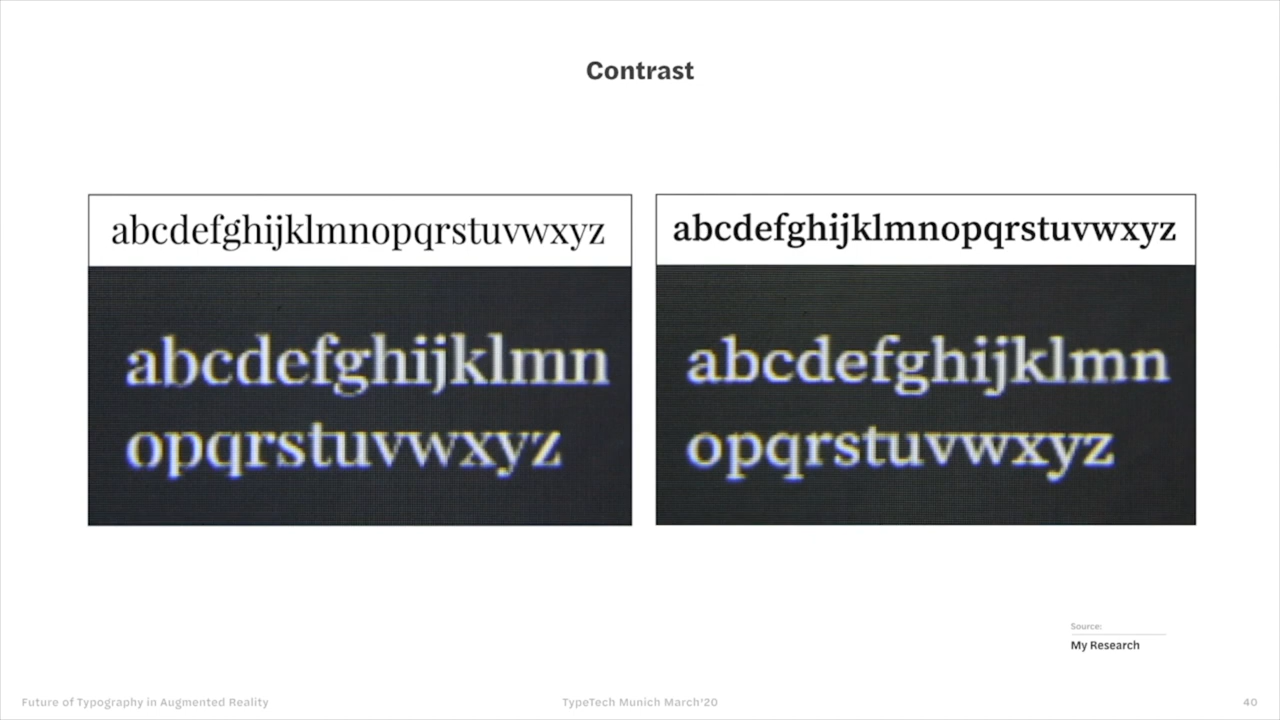 Contrast
abcdefghijklmnopqrstuvwxyz
abcdefghijklmn
opqrstuvwxyz
abcdefghijklmnopqrstuvwxyz
abcdefghijklmn
opqrstuvwxyz
Source:
My Research
Future of Typography in Augmented Reality
TypeTech Munich March'20
40